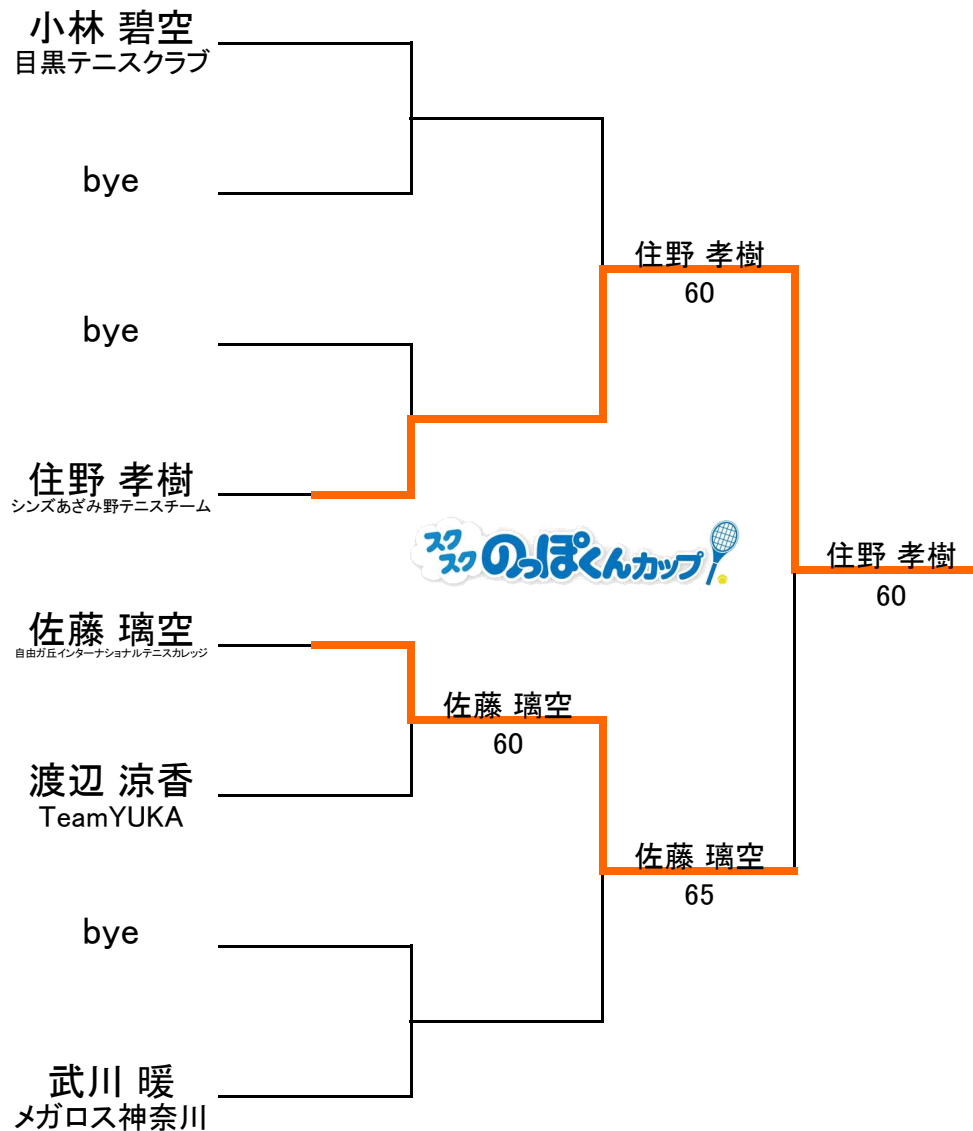 小林 碧空
目黒テニスクラブ
bye
bye
住野 孝樹
シンズあざみ野テニスチーム
佐藤 璃空
自由ガ丘インターナショナルテニスカレッジ
渡辺 涼香
TeamYUKA
bye
武川 暖
メガロス神奈川
佐藤 璃空
60
住野 孝樹
60
佐藤 璃空
65
住野 孝樹
60
スクスク のっぽくんカップ